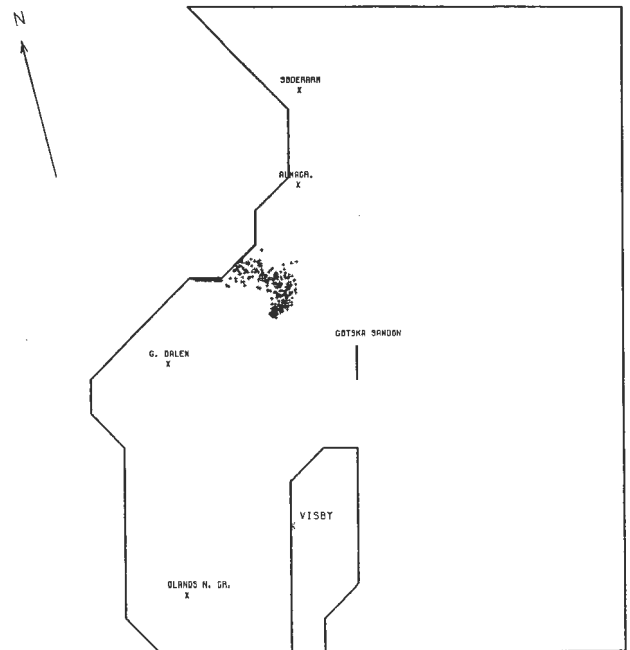 N
SÖDERARM
ALMAGR.
GOTSKA SANDÖN
G. DALEN
VISBY
ÖLANDS N. GR.